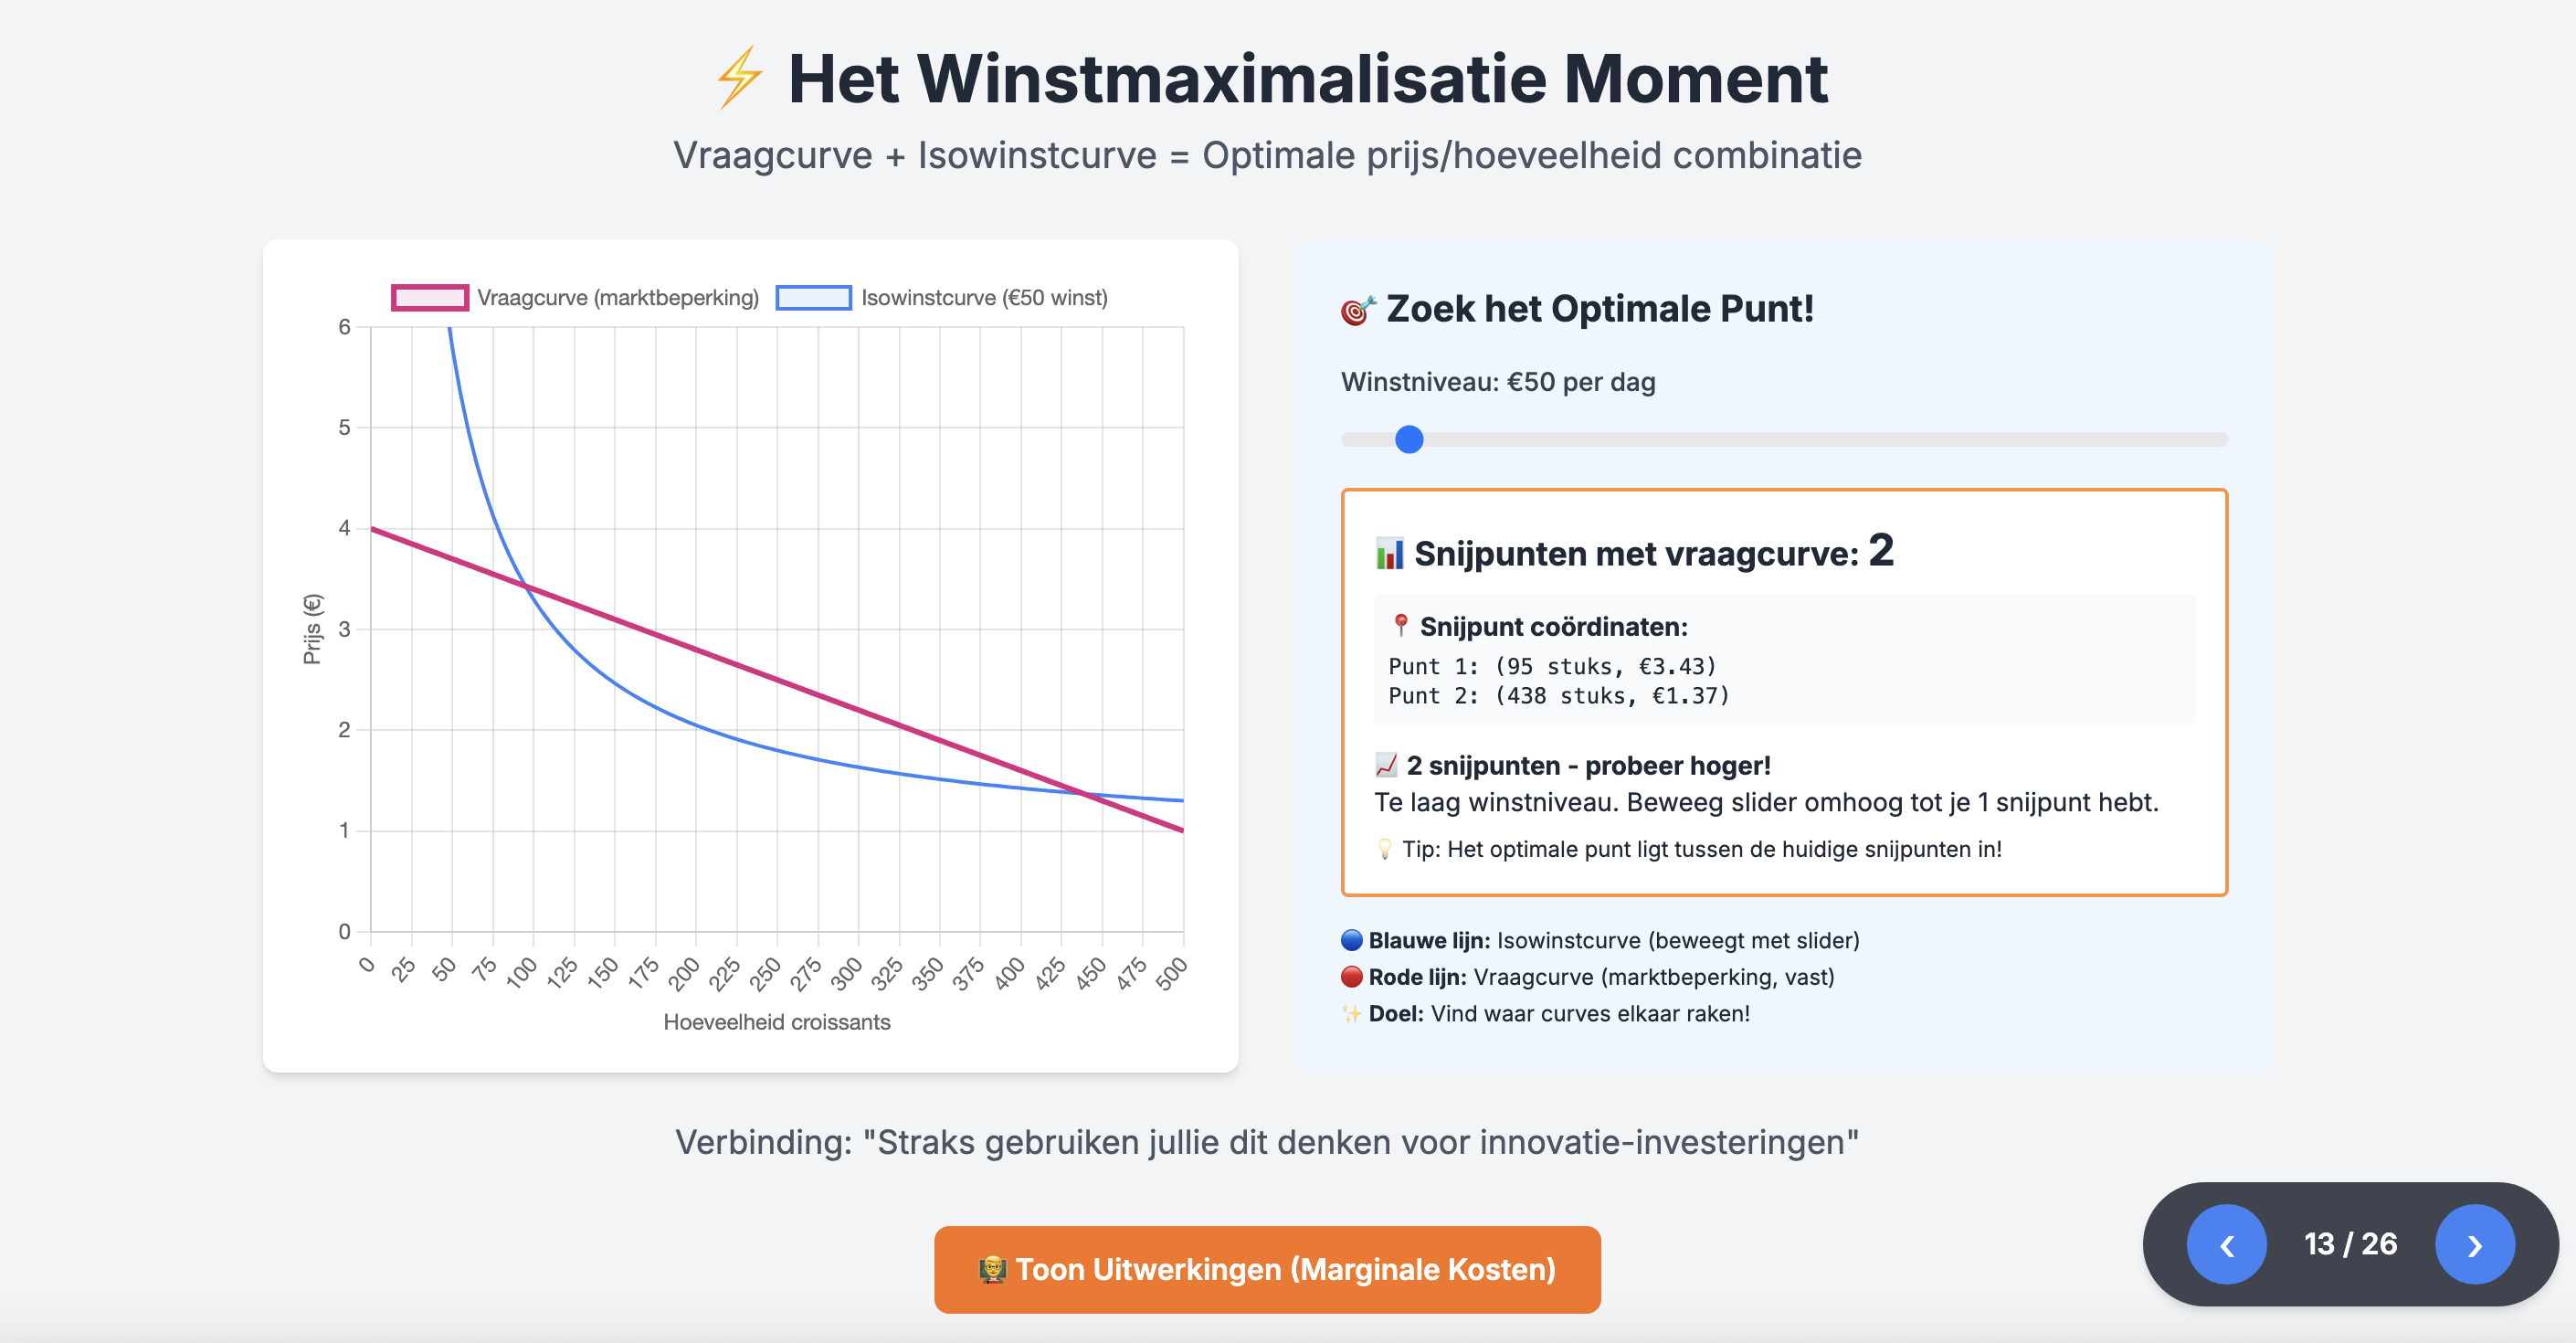 ⚡ Het Winstmaximalisatie Moment
Vraagcurve + Isowinstcurve = Optimale prijs/hoeveelheid combinatie
Vraagcurve (marktbeperking) Isowinstcurve (€50 winst)
6
5
4
3
2
1
0
Prijs (€)
0 25 50 75 100 125 150 175 200 225 250 275 300 325 350 375 400 425 450 475 500
Hoeveelheid croissants
🎯 Zoek het Optimale Punt!
Winstniveau: €50 per dag
📊 Snijpunten met vraagcurve: 2
📍 Snijpunt coördinaten:
Punt 1: (95 stuks, €3.43)
Punt 2: (438 stuks, €1.37)
📈 2 snijpunten - probeer hoger!
Te laag winstniveau. Beweeg slider omhoog tot je 1 snijpunt hebt.
💡 Tip: Het optimale punt ligt tussen de huidige snijpunten in!
🔵 Blauwe lijn: Isowinstcurve (beweegt met slider)
🔴 Rode lijn: Vraagcurve (marktbeperking, vast)
✨ Doel: Vind waar curves elkaar raken!
Verbinding: "Straks gebruiken jullie dit denken voor innovatie-investeringen"
👨‍🏫 Toon Uitwerkingen (Marginale Kosten)
‹ 13 / 26 ›